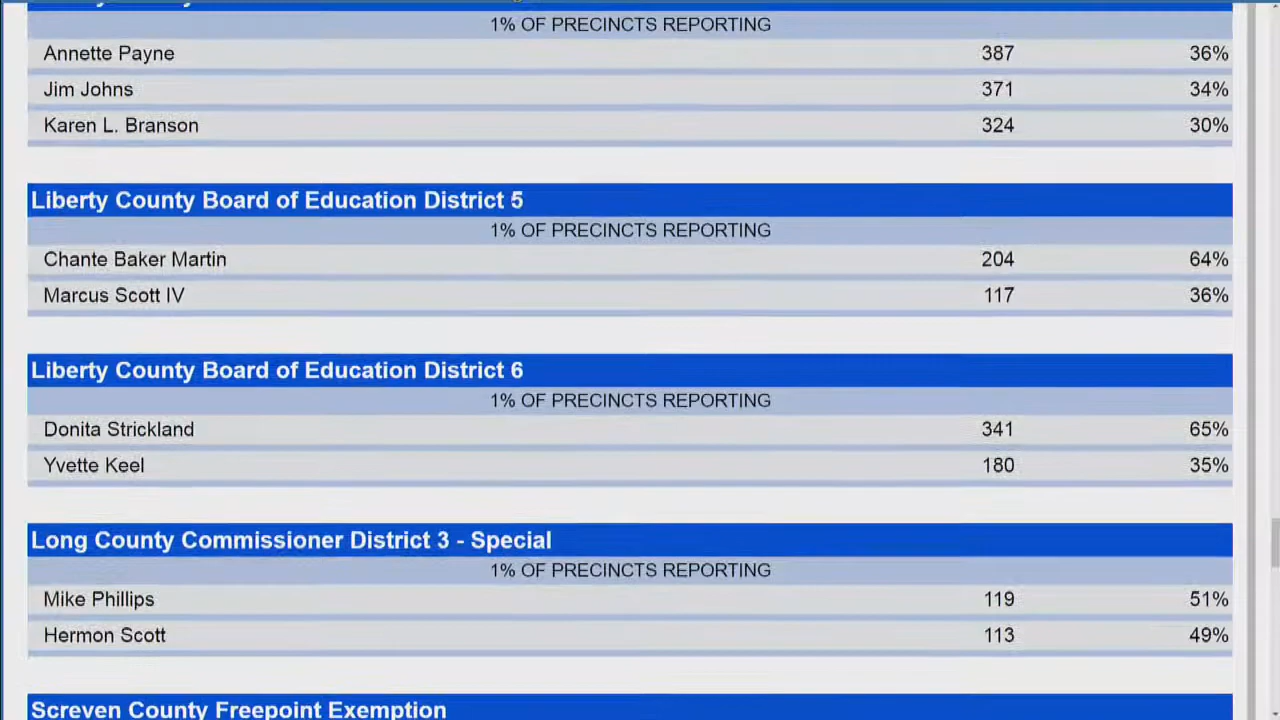 1% OF PRECINCTS REPORTING
Annette Payne 387 36%
Jim Johns 371 34%
Karen L. Branson 324 30%
Liberty County Board of Education District 5
1% OF PRECINCTS REPORTING
Chante Baker Martin 204 64%
Marcus Scott IV 117 36%
Liberty County Board of Education District 6
1% OF PRECINCTS REPORTING
Donita Strickland 341 65%
Yvette Keel 180 35%
Long County Commissioner District 3 - Special
1% OF PRECINCTS REPORTING
Mike Phillips 119 51%
Hermon Scott 113 49%
Screven County Freepoint Exemption